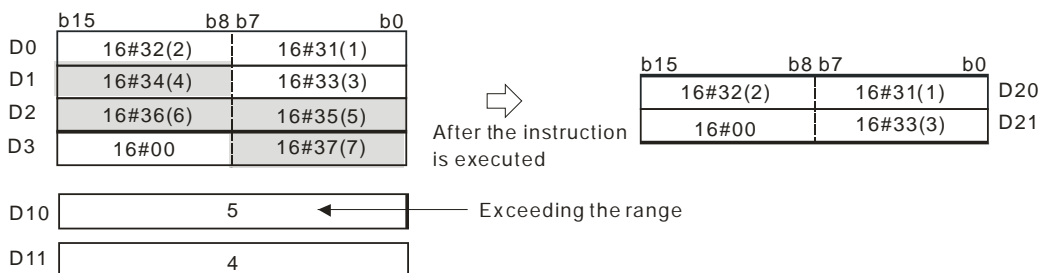 b15 b8 b7 b0
D0 16#32(2) 16#31(1)
D1 16#34(4) 16#33(3)
D2 16#36(6) 16#35(5)
D3 16#00 16#37(7)
After the instruction
is executed
b15 b8 b7 b0
16#32(2) 16#31(1) D20
16#00 16#33(3) D21
D10 5 Exceeding the range
D11 4